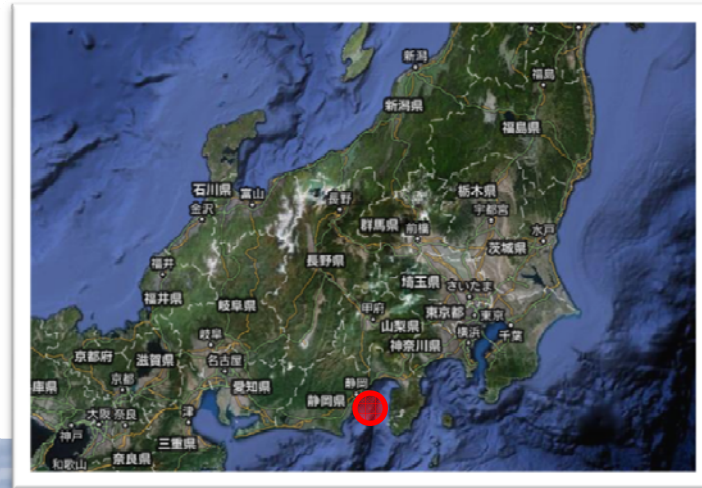 新潟
福島
新潟県
福島県
石川県
富山
栃木県
金沢
長野
群馬県
前橋
宇都宮
水戸
茨城県
長野県
福井
埼玉県
さいたま
福井県
岐阜県
甲府
東京都
東京
山梨県
岐阜
横浜
千葉
神奈川県
京都府
滋賀県
名古屋
庫県
京都
愛知県
静岡
静岡県
大阪
奈良
津
神戸
三重県
和歌山
奈良県